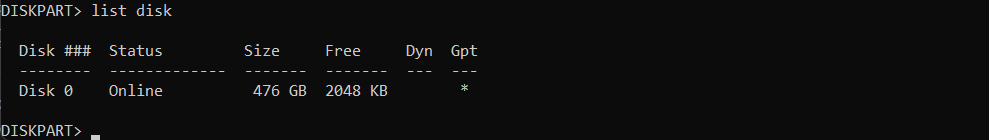 DISKPART> list disk
Disk ###  Status         Size     Free     Dyn  Gpt
--------  -------------  -------  -------  ---  ---
Disk 0    Online          476 GB  2048 KB        *
DISKPART> _